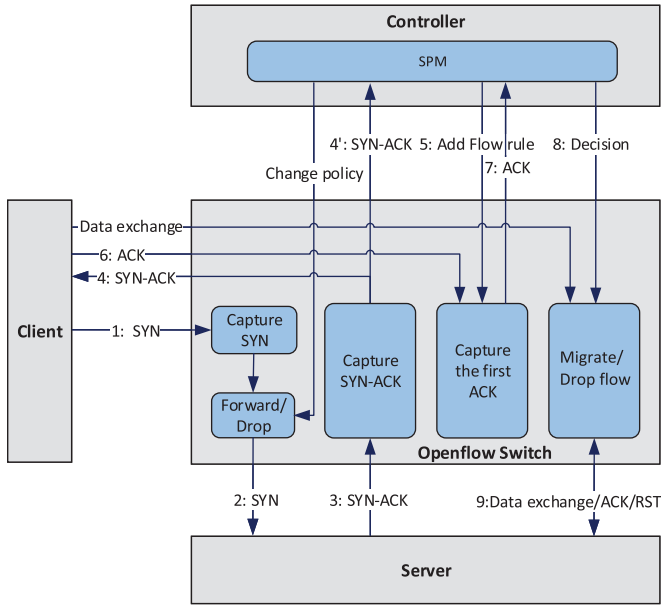 Controller
SPM
4': SYN-ACK
5: Add Flow rule
8: Decision
7: ACK
Change policy
Data exchange
6: ACK
4: SYN-ACK
Client
1: SYN
Capture
SYN
Forward/
Drop
Capture
SYN-ACK
Capture
the first
ACK
Migrate/
Drop flow
Openflow Switch
2: SYN
3: SYN-ACK
9:Data exchange/ACK/RST
Server